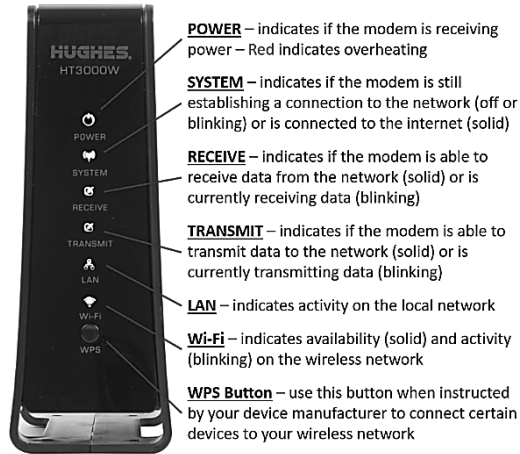 HUGHES.
HT3000W
POWER
SYSTEM
RECEIVE
TRANSMIT
LAN
Wi-Fi
WPS
POWER – indicates if the modem is receiving
power – Red indicates overheating
SYSTEM – indicates if the modem is still
establishing a connection to the network (off or
blinking) or is connected to the internet (solid)
RECEIVE – indicates if the modem is able to
receive data from the network (solid) or is
currently receiving data (blinking)
TRANSMIT – indicates if the modem is able to
transmit data to the network (solid) or is
currently transmitting data (blinking)
LAN – indicates activity on the local network
Wi-Fi – indicates availability (solid) and activity
(blinking) on the wireless network
WPS Button – use this button when instructed
by your device manufacturer to connect certain
devices to your wireless network